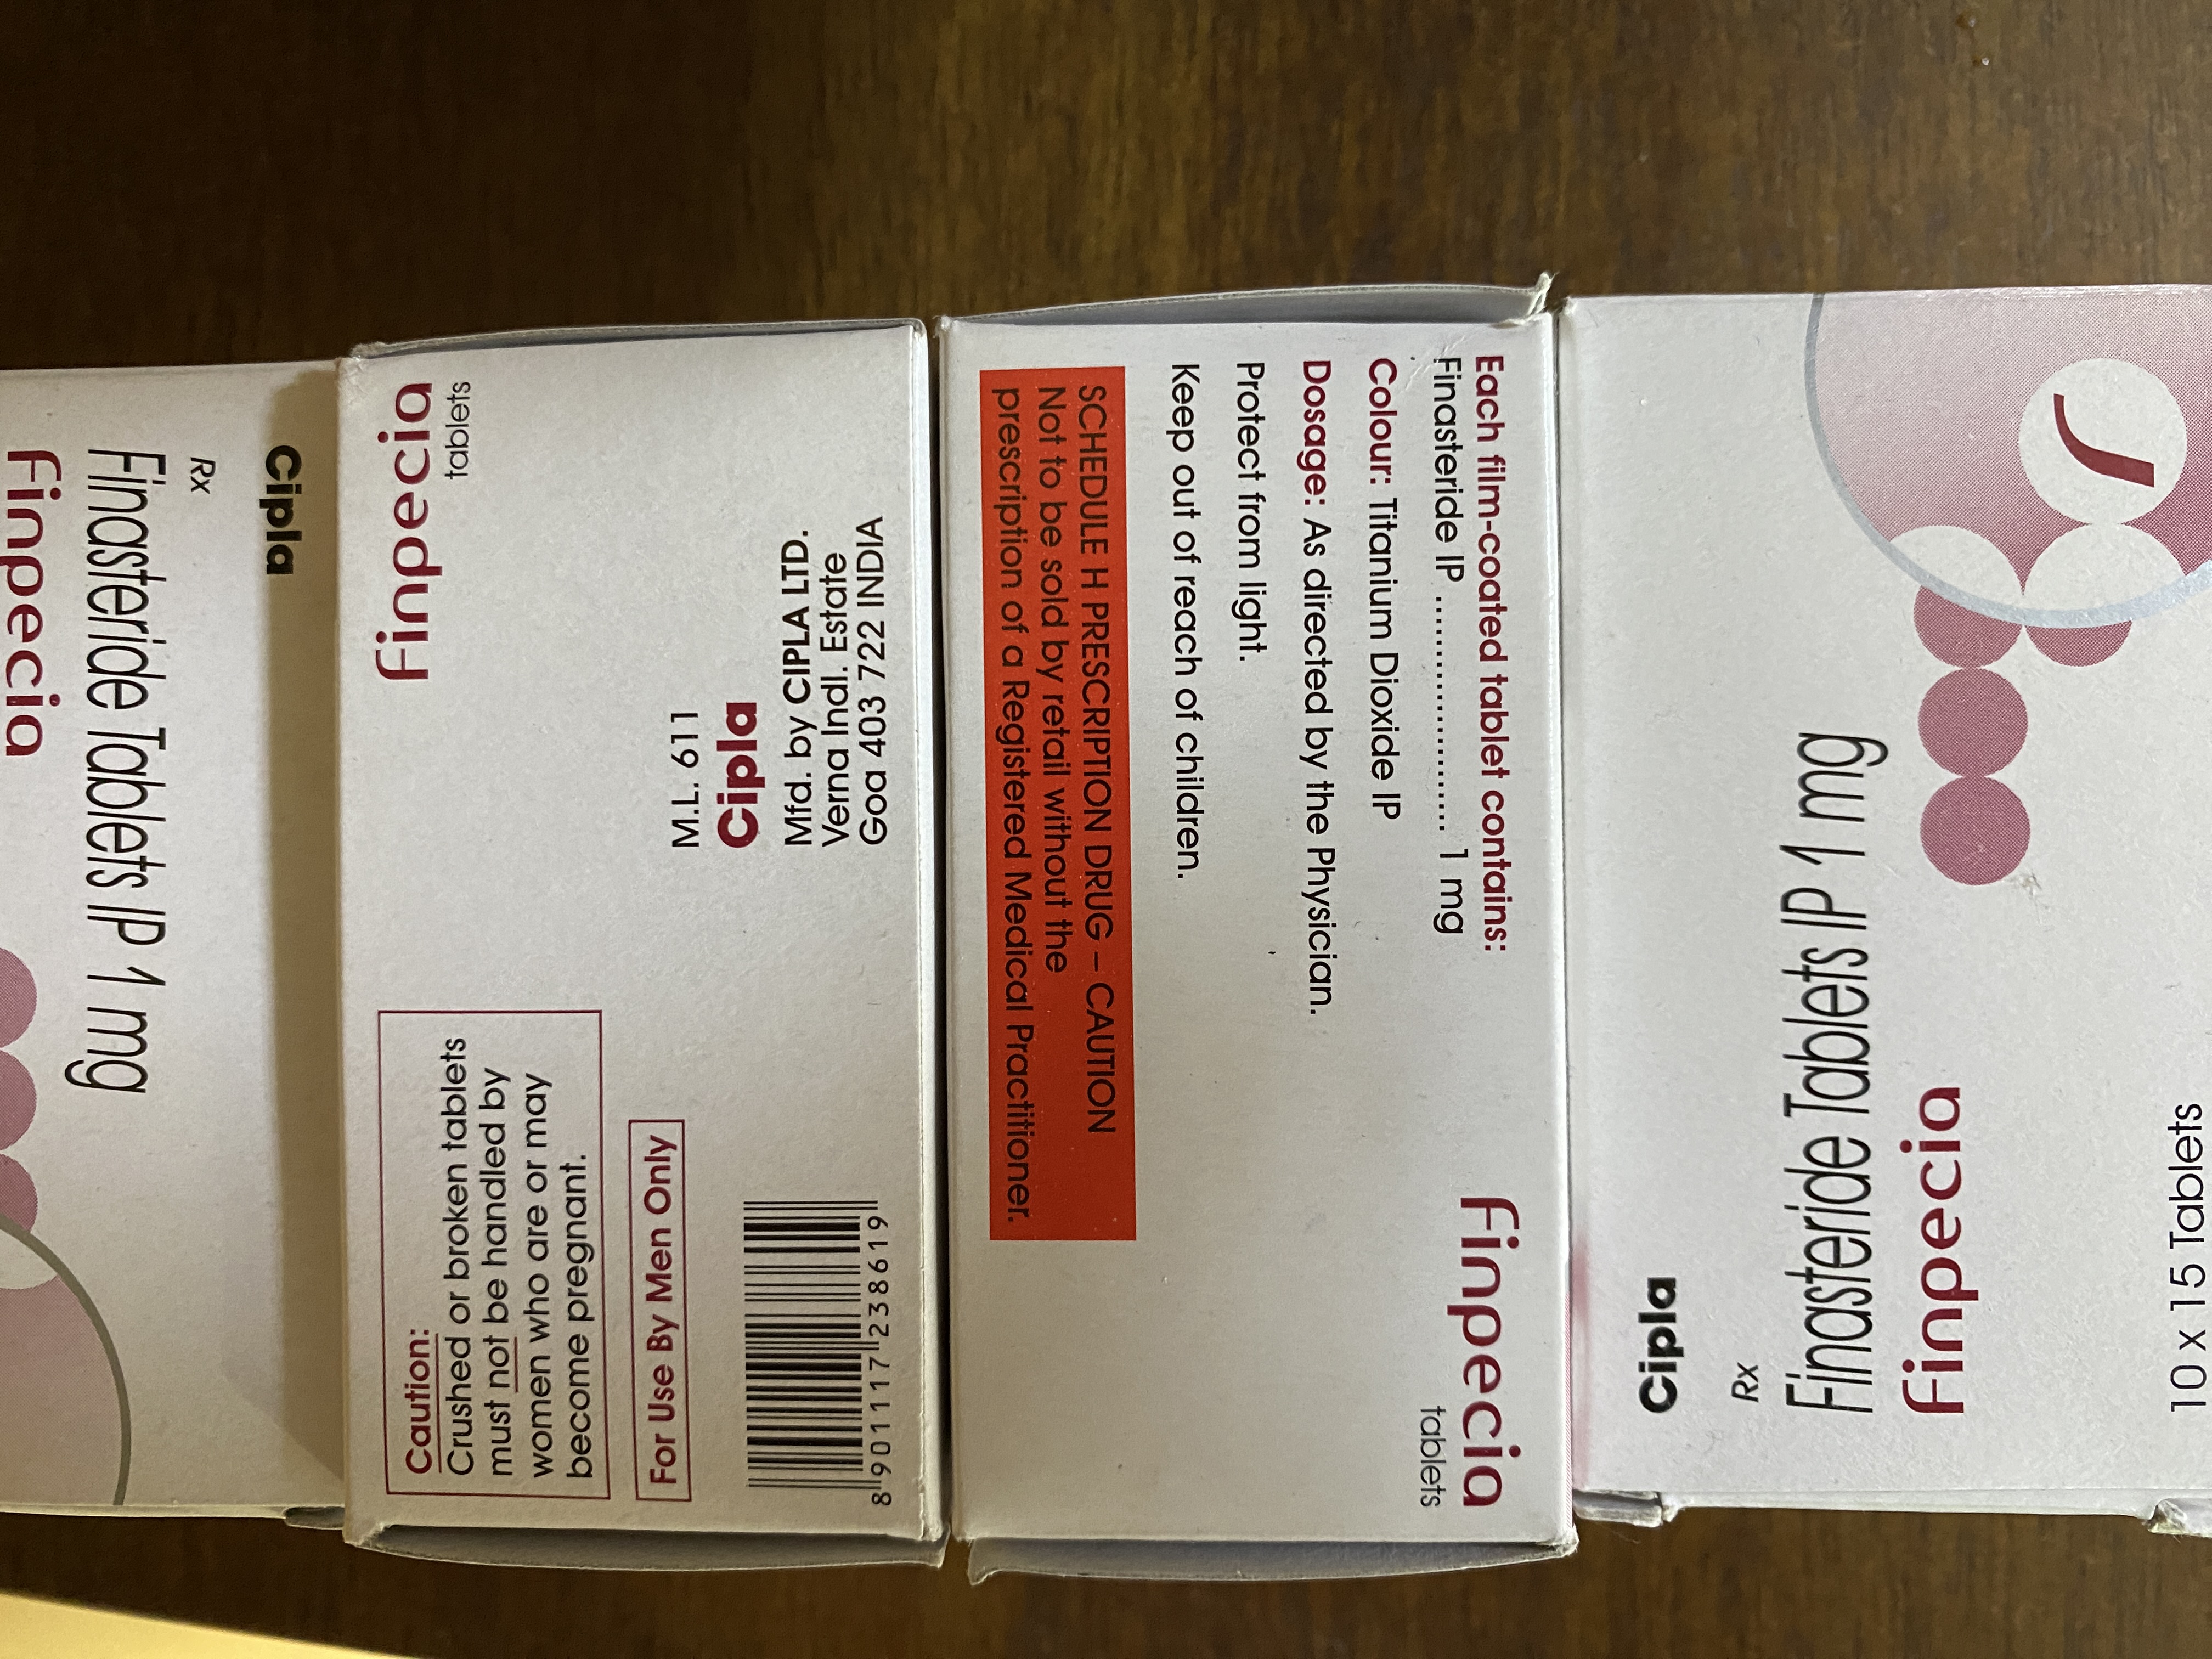 Cipla
Rx
Finasteride Tablets IP 1 mg
Finpecia
Finpecia
tablets
M.L. 611
Cipla
Mfd. by CIPLA LTD.
Verna Indl. Estate
Goa 403 722 INDIA
Caution:
Crushed or broken tablets
must not be handled by
women who are or may
become pregnant.
For Use By Men Only
8 901117 238619
Each film-coated tablet contains:
Finasteride IP ........................ 1 mg
Colour: Titanium Dioxide IP
Dosage: As directed by the Physician.
Protect from light.
Keep out of reach of children.
SCHEDULE H PRESCRIPTION DRUG – CAUTION
Not to be sold by retail without the
prescription of a Registered Medical Practitioner.
Finpecia
tablets
Cipla
Rx
Finasteride Tablets IP 1 mg
Finpecia
10 x 15 Tablets